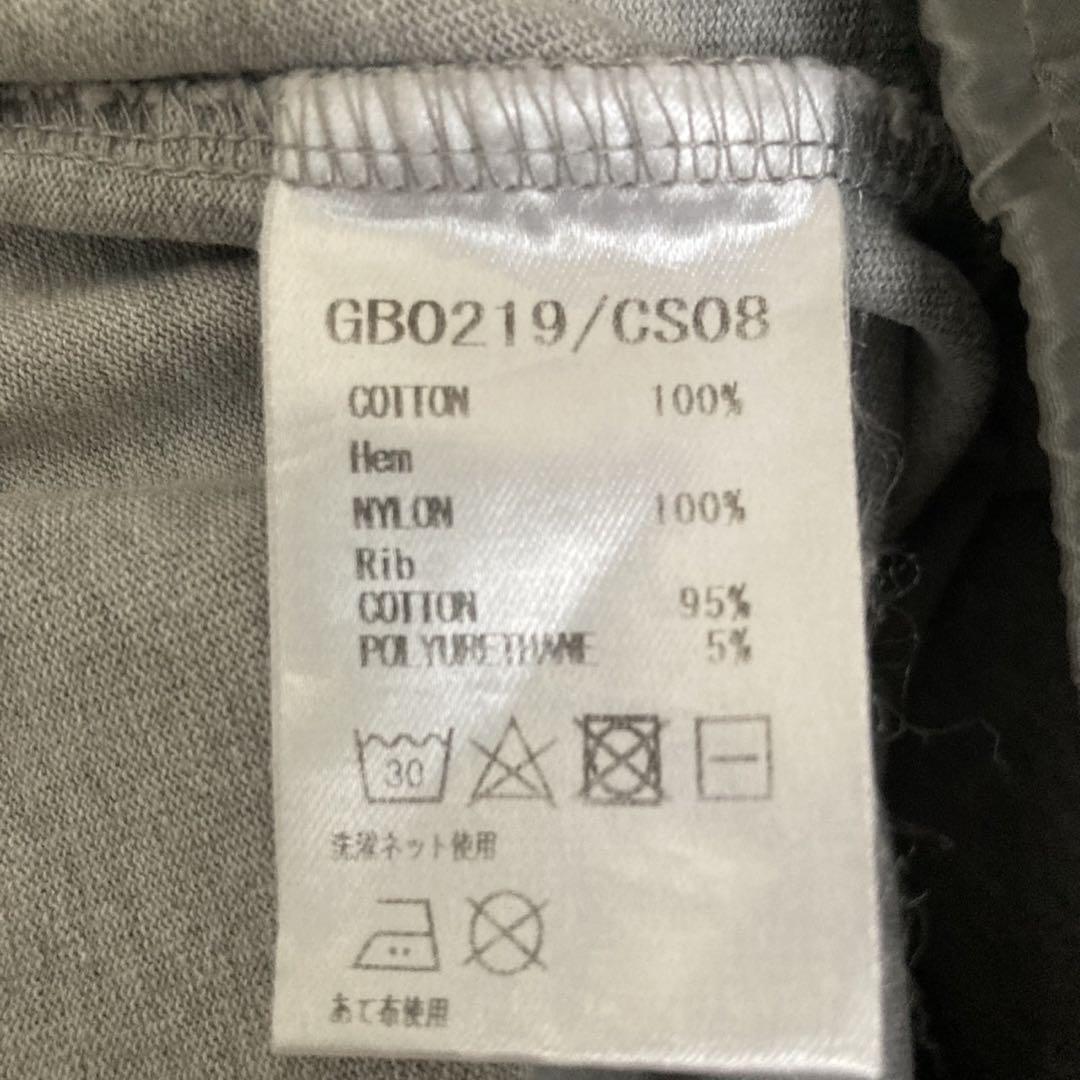 GB0219/CS08
COTTON 100%
Hem
NYLON 100%
Rib
COTTON 95%
POLYURETHANE 5%
30
洗濯ネット使用
あて布使用